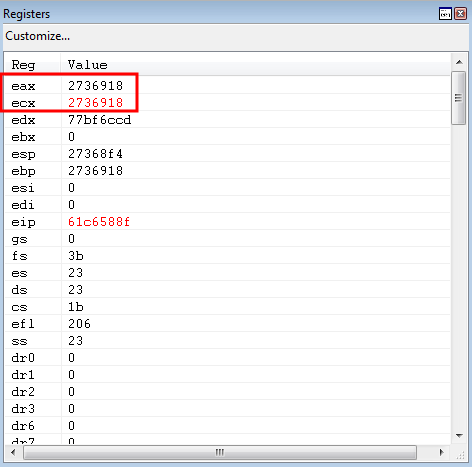 Registers
Customize...
Reg Value
eax 2736918
ecx 2736918
edx 77bf6ccd
ebx 0
esp 27368f4
ebp 2736918
esi 0
edi 0
eip 61c6588f
gs 0
fs 3b
es 23
ds 23
cs 1b
efl 206
ss 23
dr0 0
dr1 0
dr2 0
dr3 0
dr6 0
dr7 0